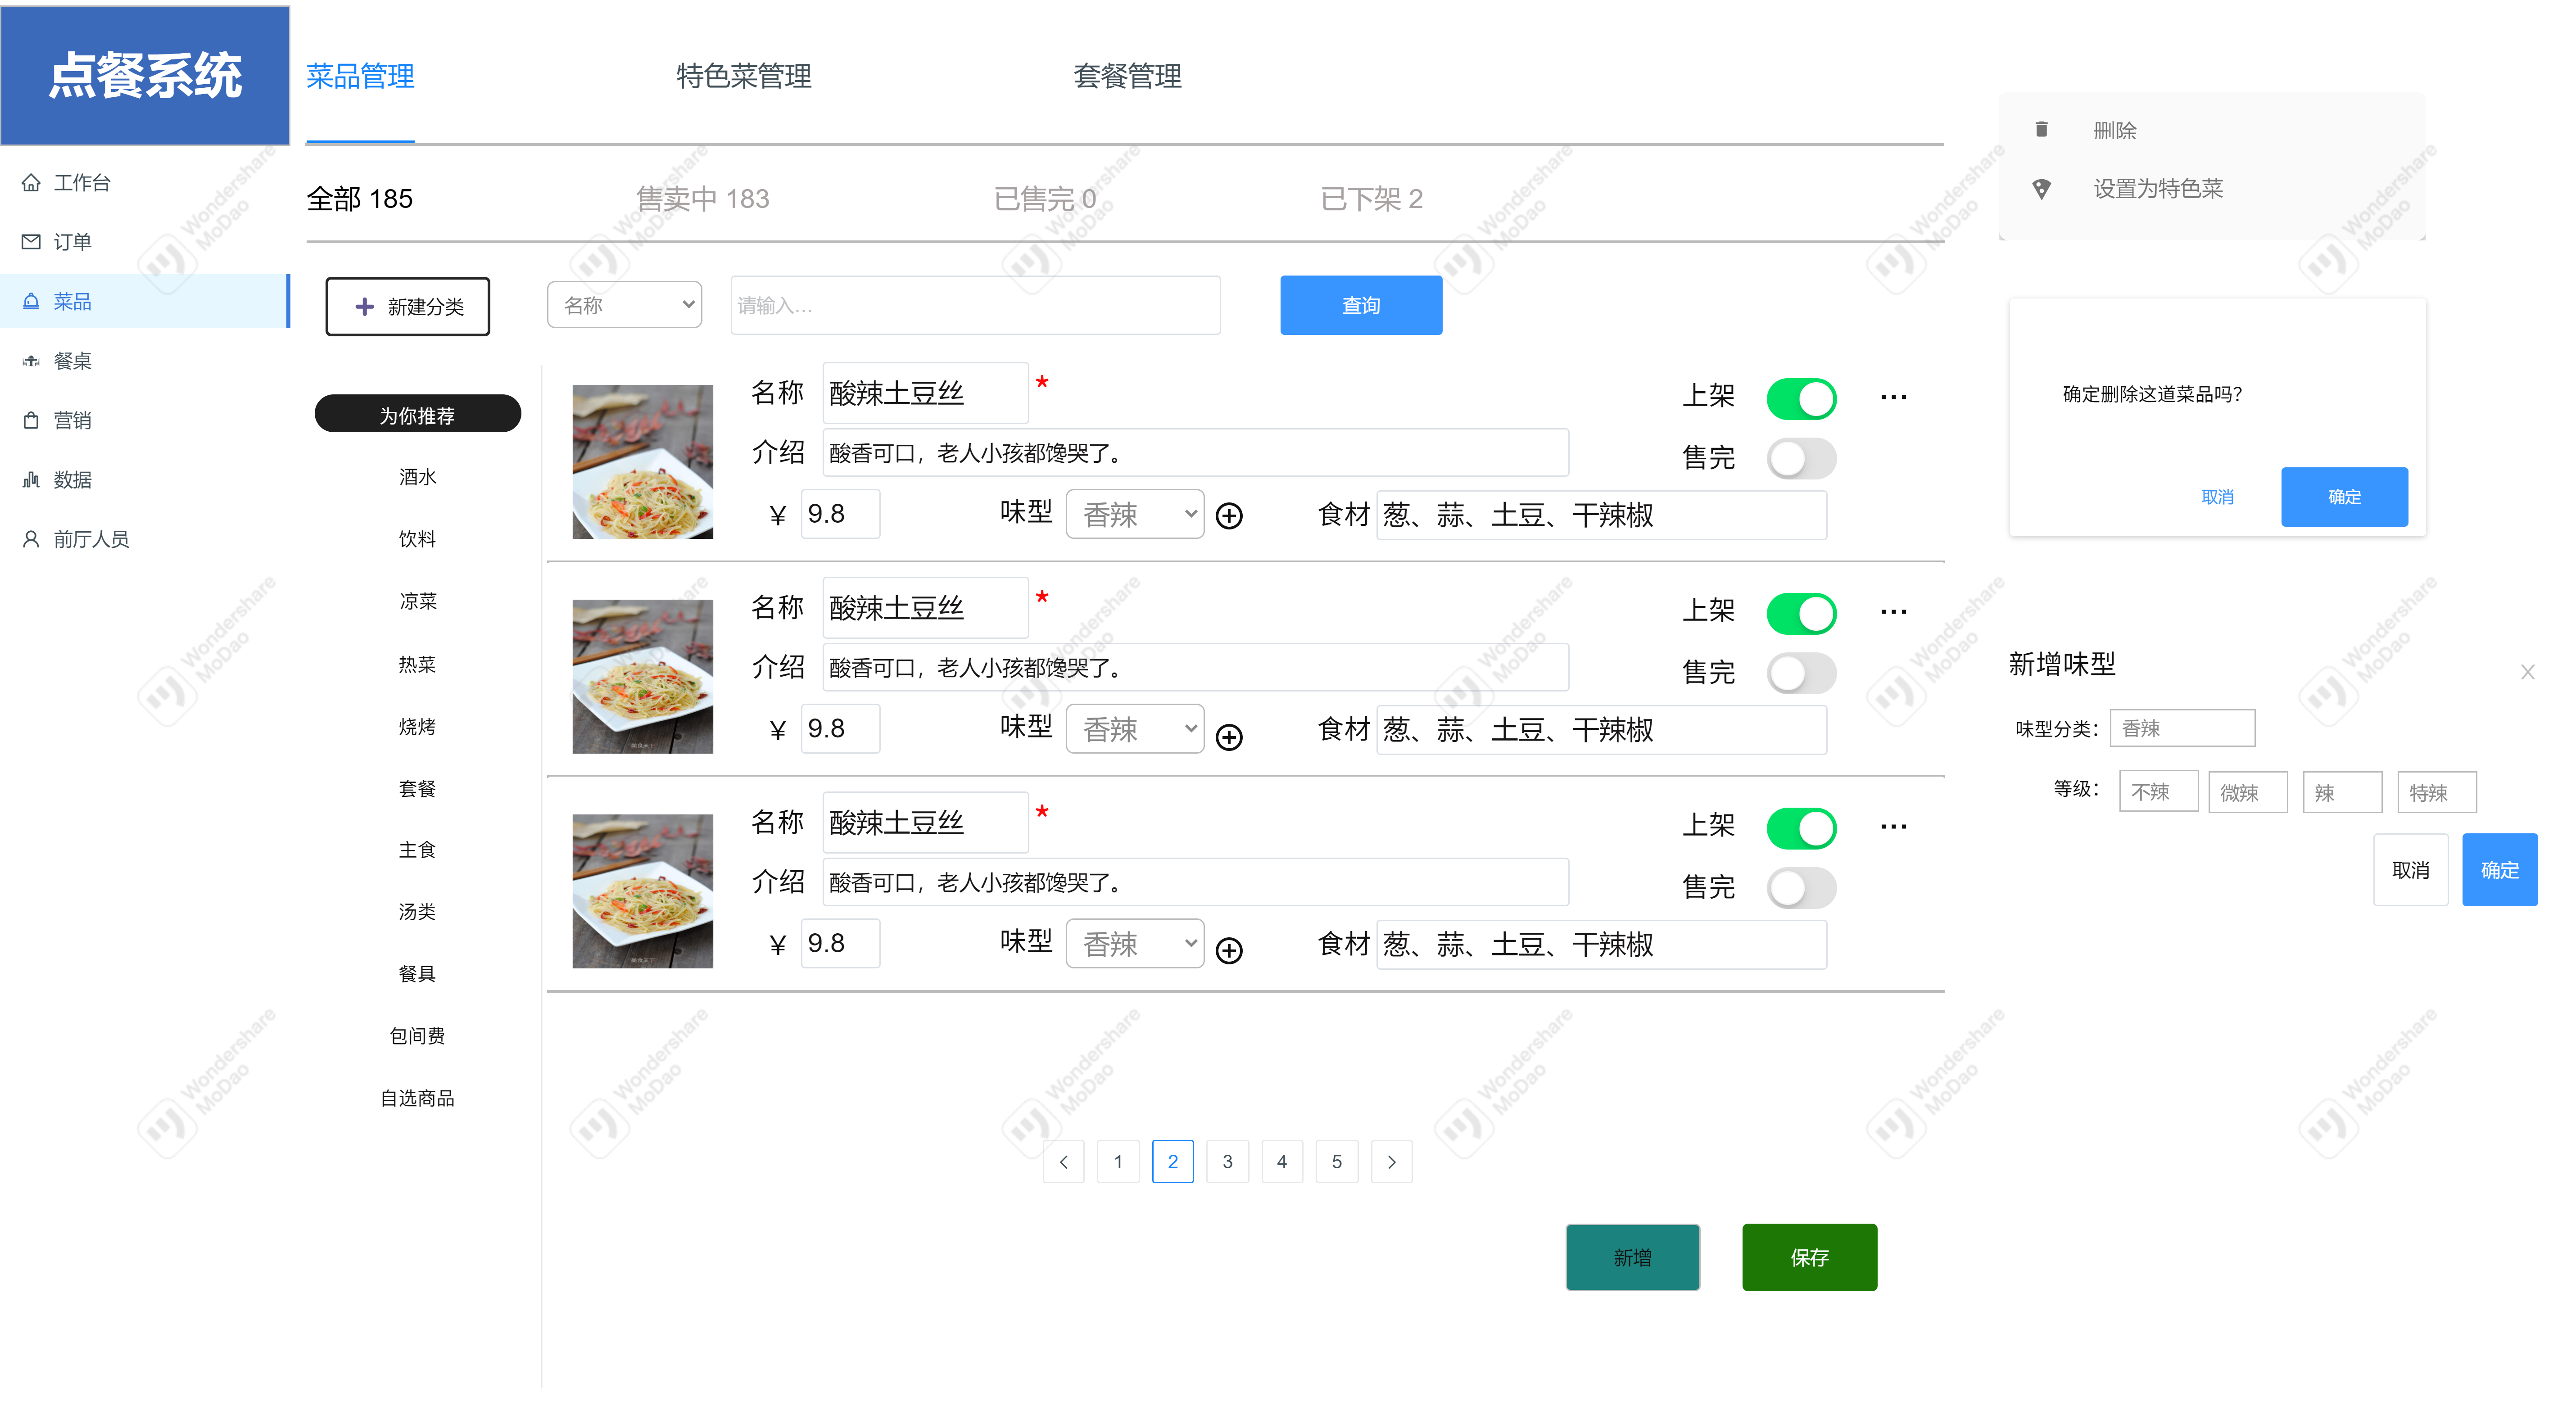 点餐系统
菜品管理
特色菜管理
套餐管理
全部 185
售卖中 183
已售完 0
已下架 2
工作台
订单
菜品
餐桌
营销
数据
前厅人员
新建分类
名称
请输入...
查询
为你推荐
酒水
饮料
凉菜
热菜
烧烤
套餐
主食
汤类
餐具
包间费
自选商品
名称 酸辣土豆丝 *
上架 ...
介绍 酸香可口，老人小孩都馋哭了。
售完
¥ 9.8 味型 香辣 食材 葱、蒜、土豆、干辣椒
名称 酸辣土豆丝 *
上架 ...
介绍 酸香可口，老人小孩都馋哭了。
售完
¥ 9.8 味型 香辣 食材 葱、蒜、土豆、干辣椒
名称 酸辣土豆丝 *
上架 ...
介绍 酸香可口，老人小孩都馋哭了。
售完
¥ 9.8 味型 香辣 食材 葱、蒜、土豆、干辣椒
< 1 2 3 4 5 >
新增
保存
删除
设置为特色菜
确定删除这道菜品吗？
取消
确定
新增味型
味型分类： 香辣
等级： 不辣 微辣 辣 特辣
取消
确定
Wondershare
MoDao